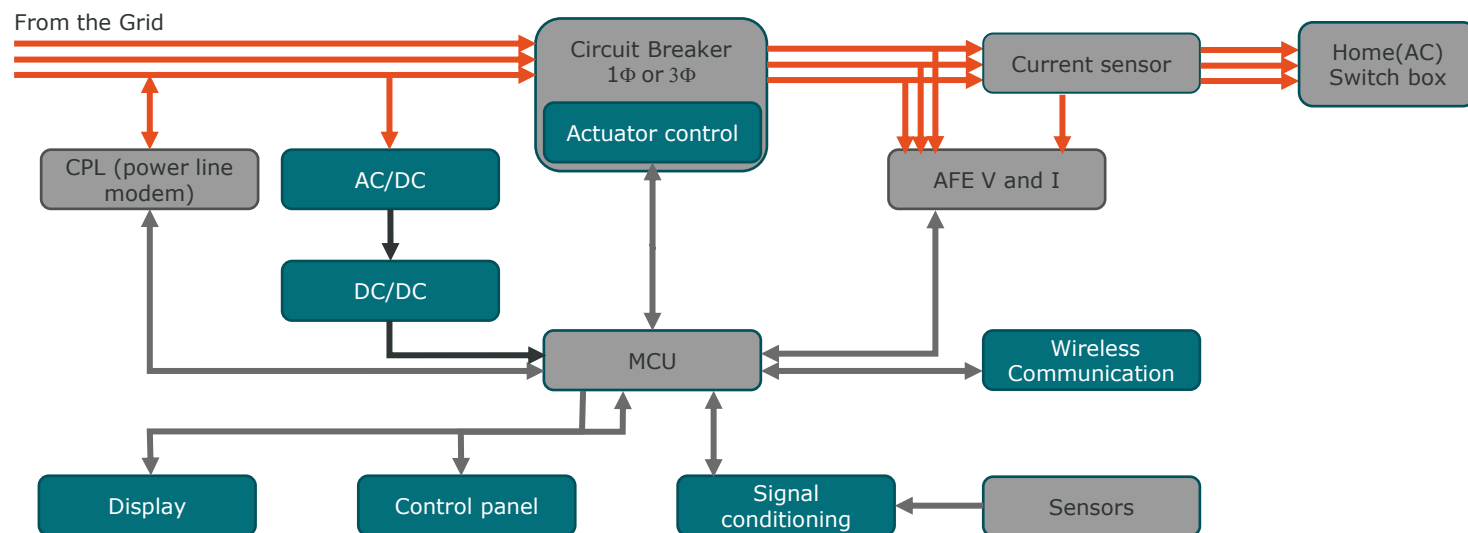 From the Grid
Circuit Breaker
1Φ or 3Φ
Actuator control
Current sensor
Home(AC)
Switch box
CPL (power line
modem)
AC/DC
AFE V and I
DC/DC
MCU
Wireless
Communication
Display
Control panel
Signal
conditioning
Sensors